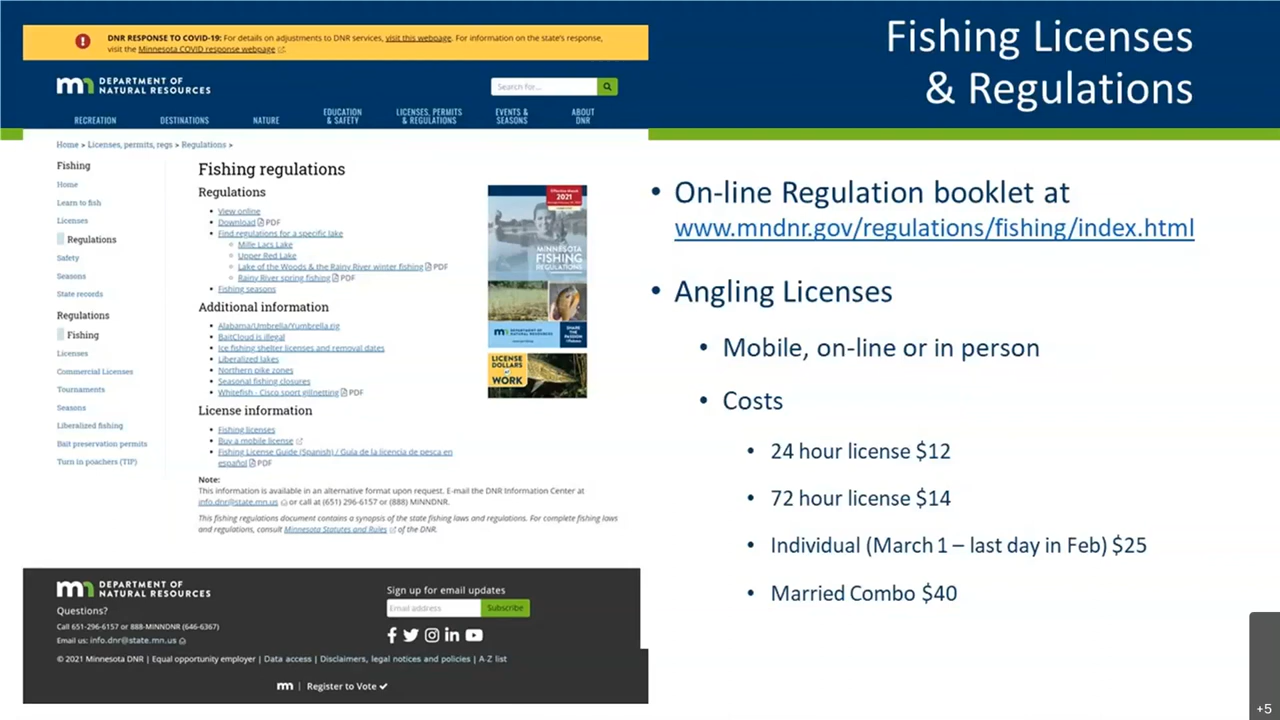 Fishing Licenses
& Regulations
DNR RESPONSE TO COVID-19: For details on adjustments to DNR services, visit this webpage. For information on the state's response,
visit the Minnesota COVID response webpage
mn DEPARTMENT OF
NATURAL RESOURCES
Search for...
RECREATION
DESTINATIONS
NATURE
EDUCATION
& SAFETY
LICENSES, PERMITS
& REGULATIONS
EVENTS &
SEASONS
ABOUT
DNR
Home > Licenses, permits, regs > Regulations >
Fishing
Home
Learn to fish
Licenses
Regulations
Safety
Seasons
State records
Regulations
Fishing
Licenses
Commercial Licenses
Tournaments
Seasons
Liberalized fishing
Bait preservation permits
Turn in poachers (TIP)
Fishing regulations
Regulations
• View online
• Download PDF
• Find regulations for a specific lake
Mille Lacs Lake
Upper Red Lake
Lake of the Woods & the Rainy River winter fishing PDF
Rainy River spring fishing PDF
• Fishing seasons
Additional information
• Alabama/Umbrella/Yumbrella rig
• BaitCloud is illegal
• Ice fishing shelter licenses and removal dates
• Liberalized lakes
• Northern pike zones
• Seasonal fishing closures
• Whitefish - Cisco sport gillnetting PDF
License information
• Fishing licenses
• Buy a mobile license
• Fishing License Guide (Spanish) / Guía de la licencia de pesca en
español PDF
Note:
This information is available in an alternative format upon request. E-mail the DNR Information Center at
info.dnr@state.mn.us or call at (651) 296-6157 or (888) MINNDNR.
This fishing regulations document contains a synopsis of the state fishing laws and regulations. For complete fishing laws
and regulations, consult Minnesota Statutes and Rules of the DNR.
2021
MINNESOTA
FISHING
REGULATIONS
DEPARTMENT OF
NATURAL RESOURCES
SHARE
THE
PASSION
LICENSE
DOLLARS
at
WORK
mn DEPARTMENT OF
NATURAL RESOURCES
Questions?
Call 651-296-6157 or 888-MINNDNR (646-6367)
Email us: info.dnr@state.mn.us
Sign up for email updates
Email address
Subscribe
© 2021 Minnesota DNR | Equal opportunity employer | Data access | Disclaimers, legal notices and policies | A-Z list
mn | Register to Vote
• On-line Regulation booklet at
www.mndnr.gov/regulations/fishing/index.html
• Angling Licenses
• Mobile, on-line or in person
• Costs
• 24 hour license $12
• 72 hour license $14
• Individual (March 1 – last day in Feb) $25
• Married Combo $40
+5